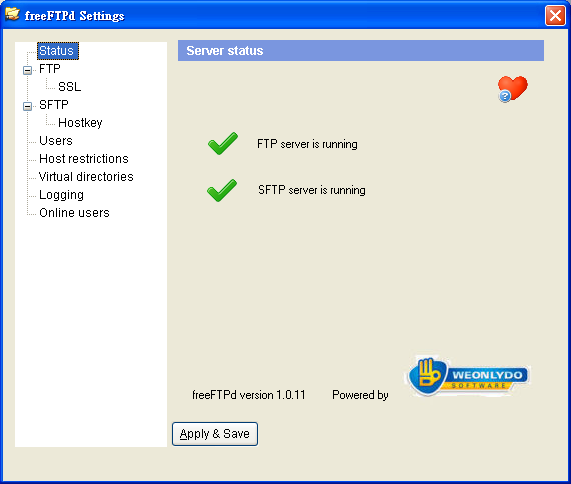 freeFTPd Settings
Status
FTP
SSL
SFTP
Hostkey
Users
Host restrictions
Virtual directories
Logging
Online users
Server status
?
FTP server is running
SFTP server is running
freeFTPd version 1.0.11
Powered by
WEONLYDO
SOFTWARE
Apply & Save